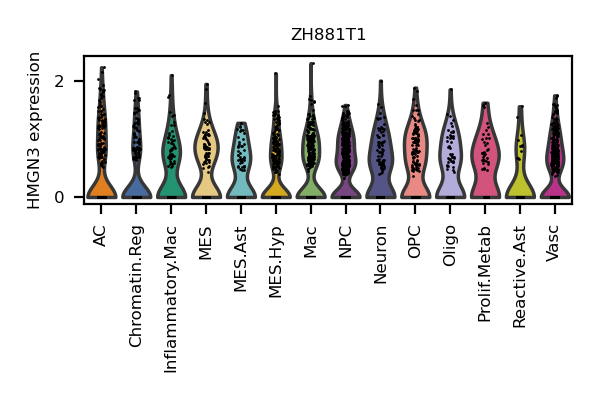 ZH881T1
HMGN3 expression
2
0
AC
Chromatin.Reg
Inflammatory.Mac
MES
MES.Ast
MES.Hyp
Mac
NPC
Neuron
OPC
Oligo
Prolif.Metab
Reactive.Ast
Vasc